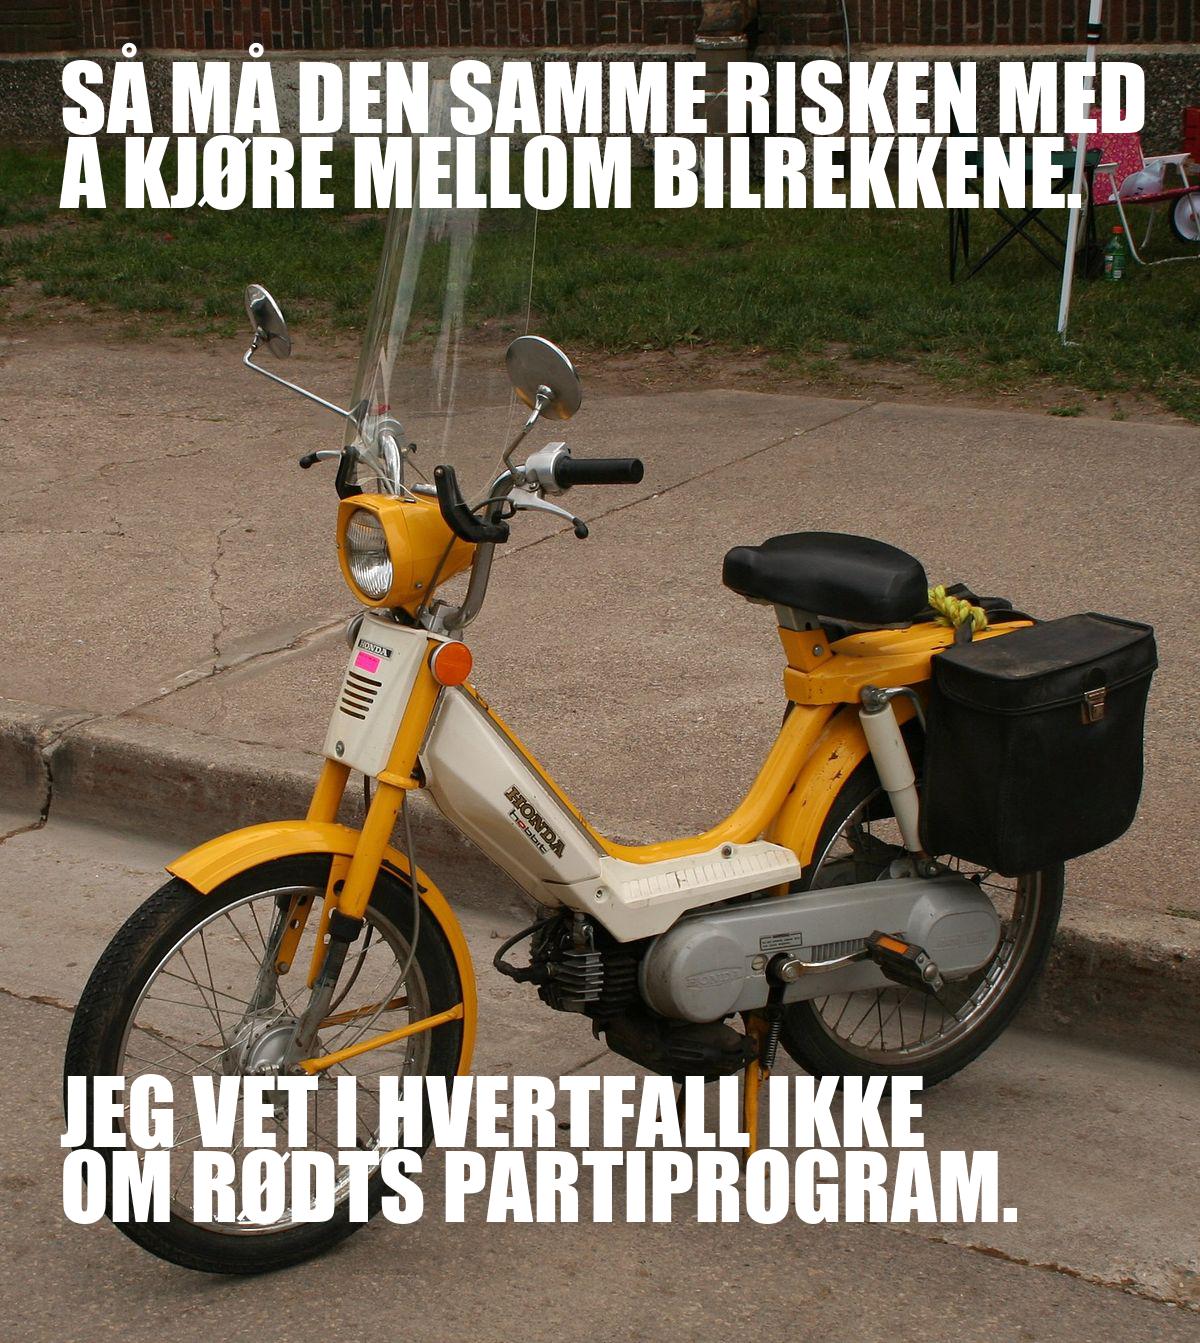 SÅ MÅ DEN SAMME RISKEN MED
Å KJØRE MELLOM BILREKKENE.
HONDA
HONDA
hobbit
HONDA
JEG VET I HVERTFALL IKKE
OM RØDTS PARTIPROGRAM.